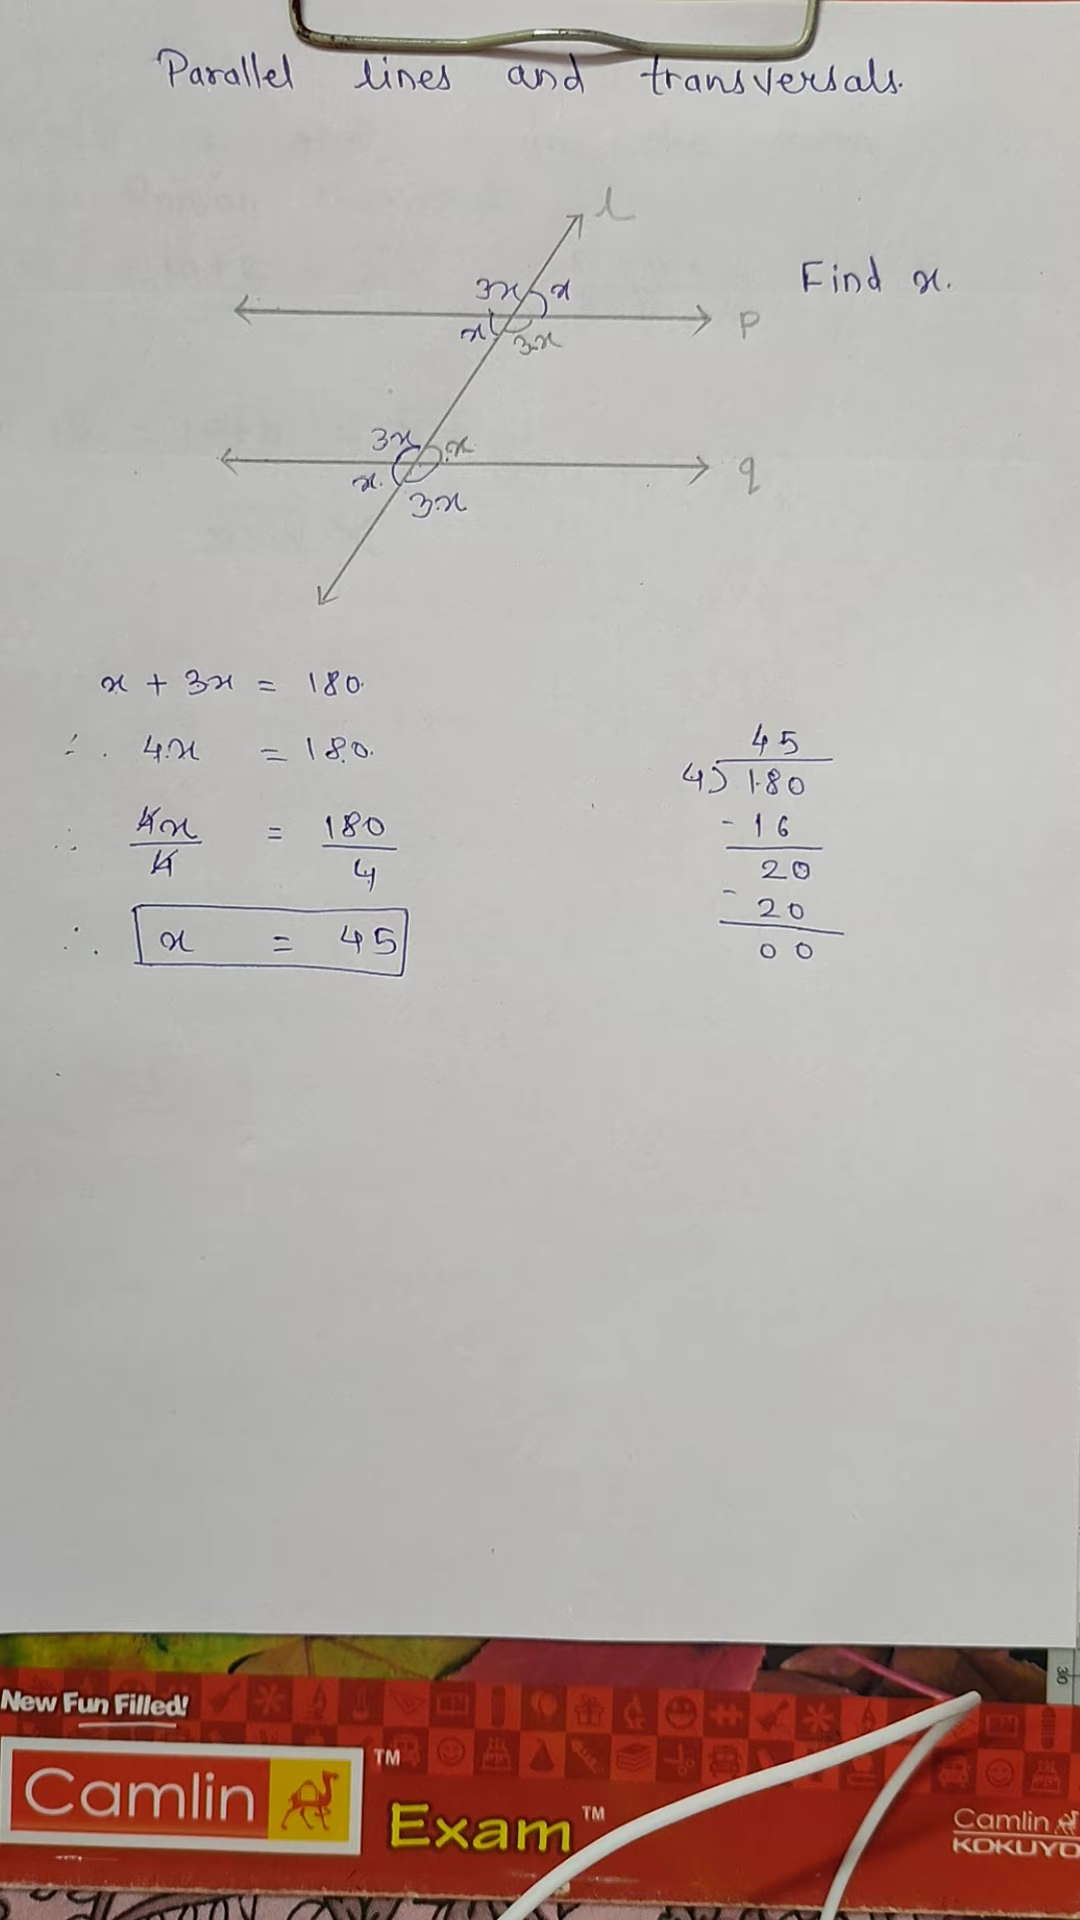 Parallel lines and transversals.
l
Find x.
3x x
p
x 3x
3x x
q
x. 3x
x + 3x = 180.
∴ 4x = 180.
∴ 4x/4 = 180/4
∴ x = 45
45
4) 180
- 16
20
- 20
00
30
New Fun Filled!
Camlin TM
Exam TM
Camlin
KOKUYO